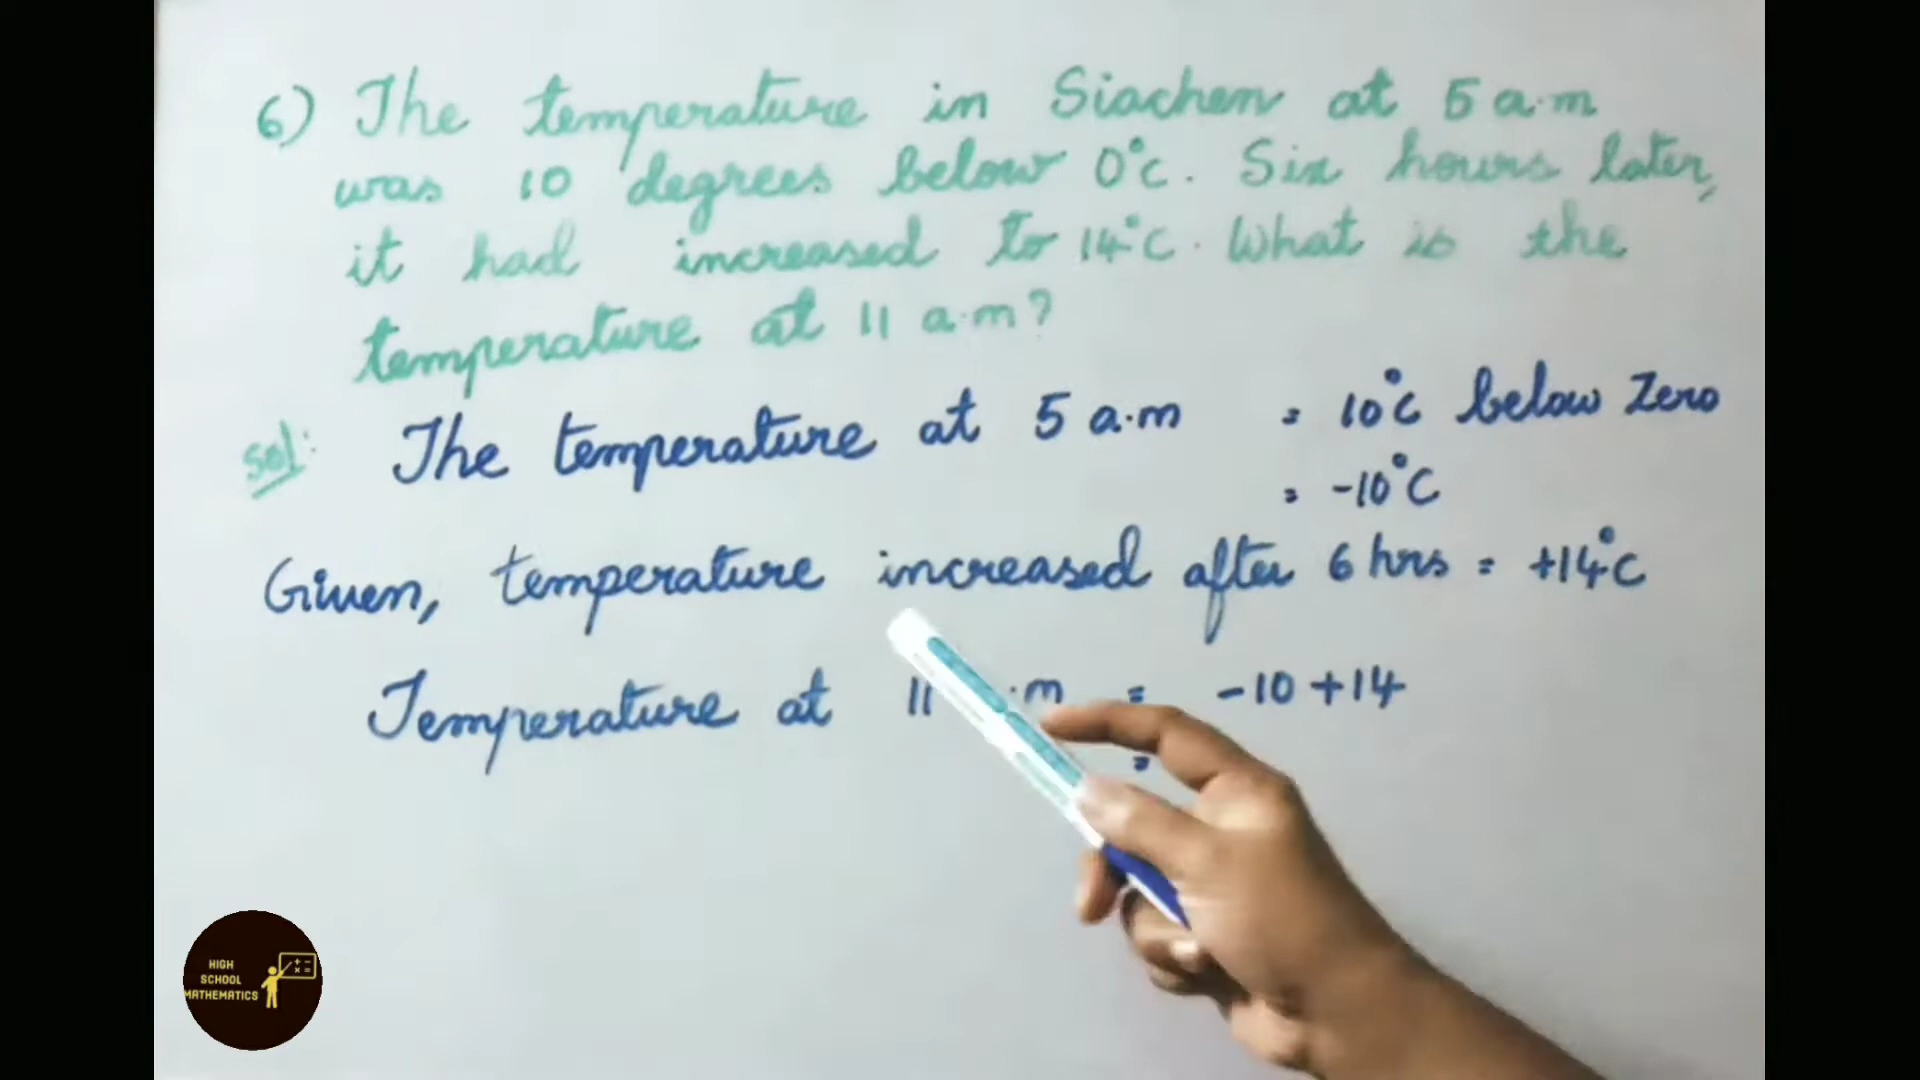 6) The temperature in Siachen at 5 a.m
was 10 degrees below 0°c. Six hours later,
it had increased to 14°c. What is the
temperature at 11 a.m?
Sol: The temperature at 5 a.m = 10°C below Zero
= -10°C
Given, temperature increased after 6 hrs = +14°C
Temperature at 11 .m = -10 +14
=
HIGH
SCHOOL
MATHEMATICS